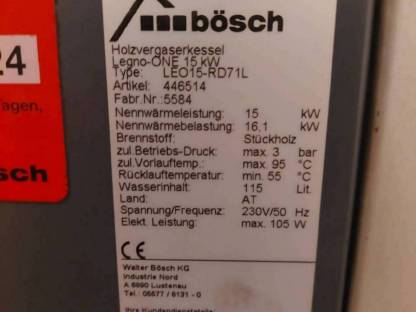 bösch
Holzvergaserkessel
Legno-ONE 15 kW
Type: LEO15-RD71L
Artikel: 446514
Fabr.Nr.:5584
Nennwärmeleistung: 15 kW
Nennwärmebelastung: 16,1 kW
Brennstoff: Stückholz
zul.Betriebs-Druck: max. 3 bar
zul.Vorlauftemp.: max. 95 °C
Rücklauftemperatur: min. 55 °C
Wasserinhalt: 115 Lit.
Land: AT
Spannung/Frequenz: 230V/50 Hz
Elekt. Leistung: max. 105 W
CE
Walter Bösch KG
Industrie Nord
A 6890 Lustenau
Tel.: 05577 / 8131 - 0
Ihre Kundendienststelle:
24
agen,
sch